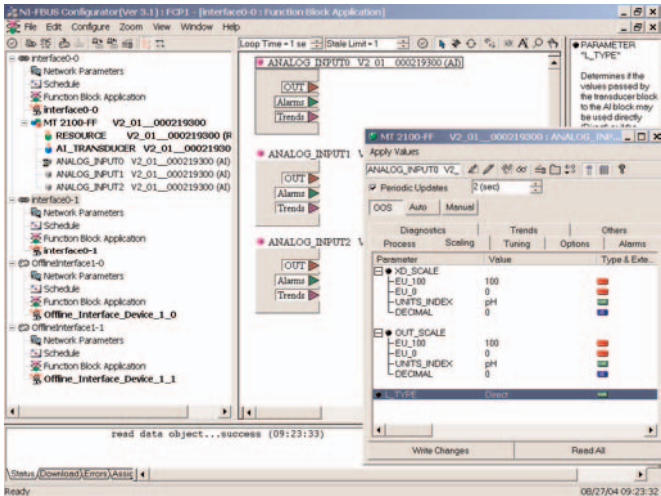 NI-FBUS Configurator(Ver 3.1) : FCP1 - [interface0-0 : Function Block Application]
File Edit Configure Zoom View Window Help
Loop Time = 1 se Stale Limit = 1
interface0-0
Network Parameters
Schedule
Function Block Application
interface0-0
MT 2100-FF V2_01__000219300
RESOURCE V2_01__000219300 (R
AI_TRANSDUCER V2_01__0002193
ANALOG_INPUT0 V2_01__000219300 (AI)
ANALOG_INPUT1 V2_01__000219300 (AI)
ANALOG_INPUT2 V2_01__000219300 (AI)
interface0-1
Network Parameters
Schedule
Function Block Application
interface0-1
OfflineInterface1-0
Network Parameters
Schedule
Function Block Application
Offline_Interface_Device_1_0
OfflineInterface1-1
Network Parameters
Schedule
Function Block Application
Offline_Interface_Device_1_1
ANALOG_INPUT0 V2_01__000219300 (AI)
OUT
Alarms
Trends
ANALOG_INPUT1 V
OUT
Alarms
Trends
ANALOG_INPUT2 V
OUT
Alarms
Trends
PARAMETER
"L_TYPE"
Determines if the
values passed by
the transducer block
to the AI block may
be used directly
MT 2100-FF V2_01__000219300 : ANALOG_INP...
Apply Values
ANALOG_INPUT0 V2_
Periodic Updates 2 (sec)
OOS Auto Manual
Diagnostics Trends Others
Process Scaling Tuning Options Alarms
Parameter Value Type & Exte...
XD_SCALE
EU_100 100
EU_0 0
UNITS_INDEX pH
DECIMAL 0
OUT_SCALE
EU_100 100
EU_0 0
UNITS_INDEX pH
DECIMAL 0
L_TYPE Direct
Write Changes Read All
read data object...success (09:23:33)
Status Download Errors Assig
Ready 08/27/04 09:23:32